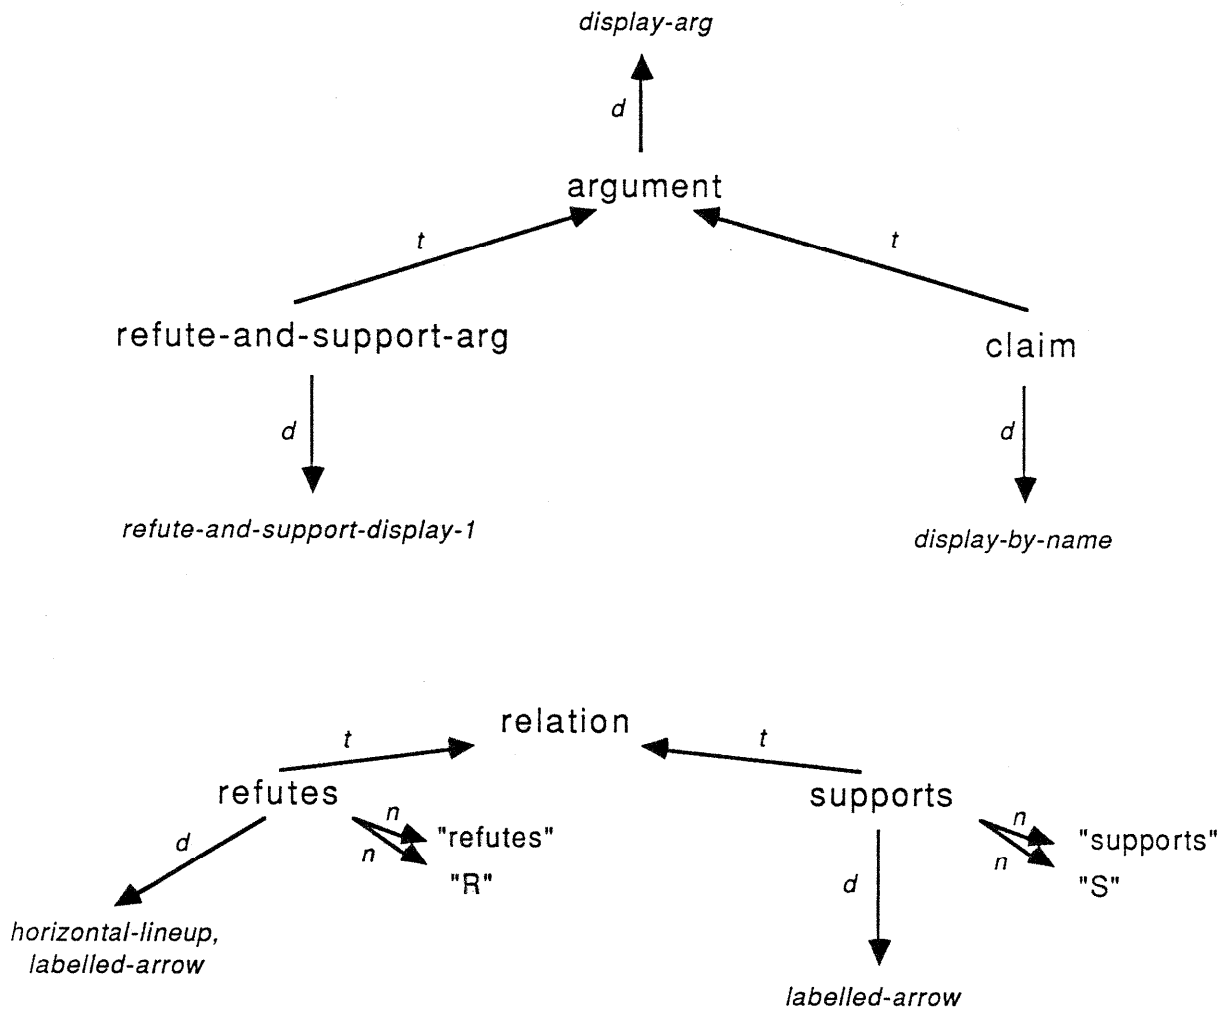 display-arg
d
argument
t
t
refute-and-support-arg
claim
d
d
refute-and-support-display-1
display-by-name
relation
t
t
refutes
supports
d
n
"refutes"
n
"R"
n
"supports"
n
"S"
d
horizontal-lineup,
labelled-arrow
labelled-arrow